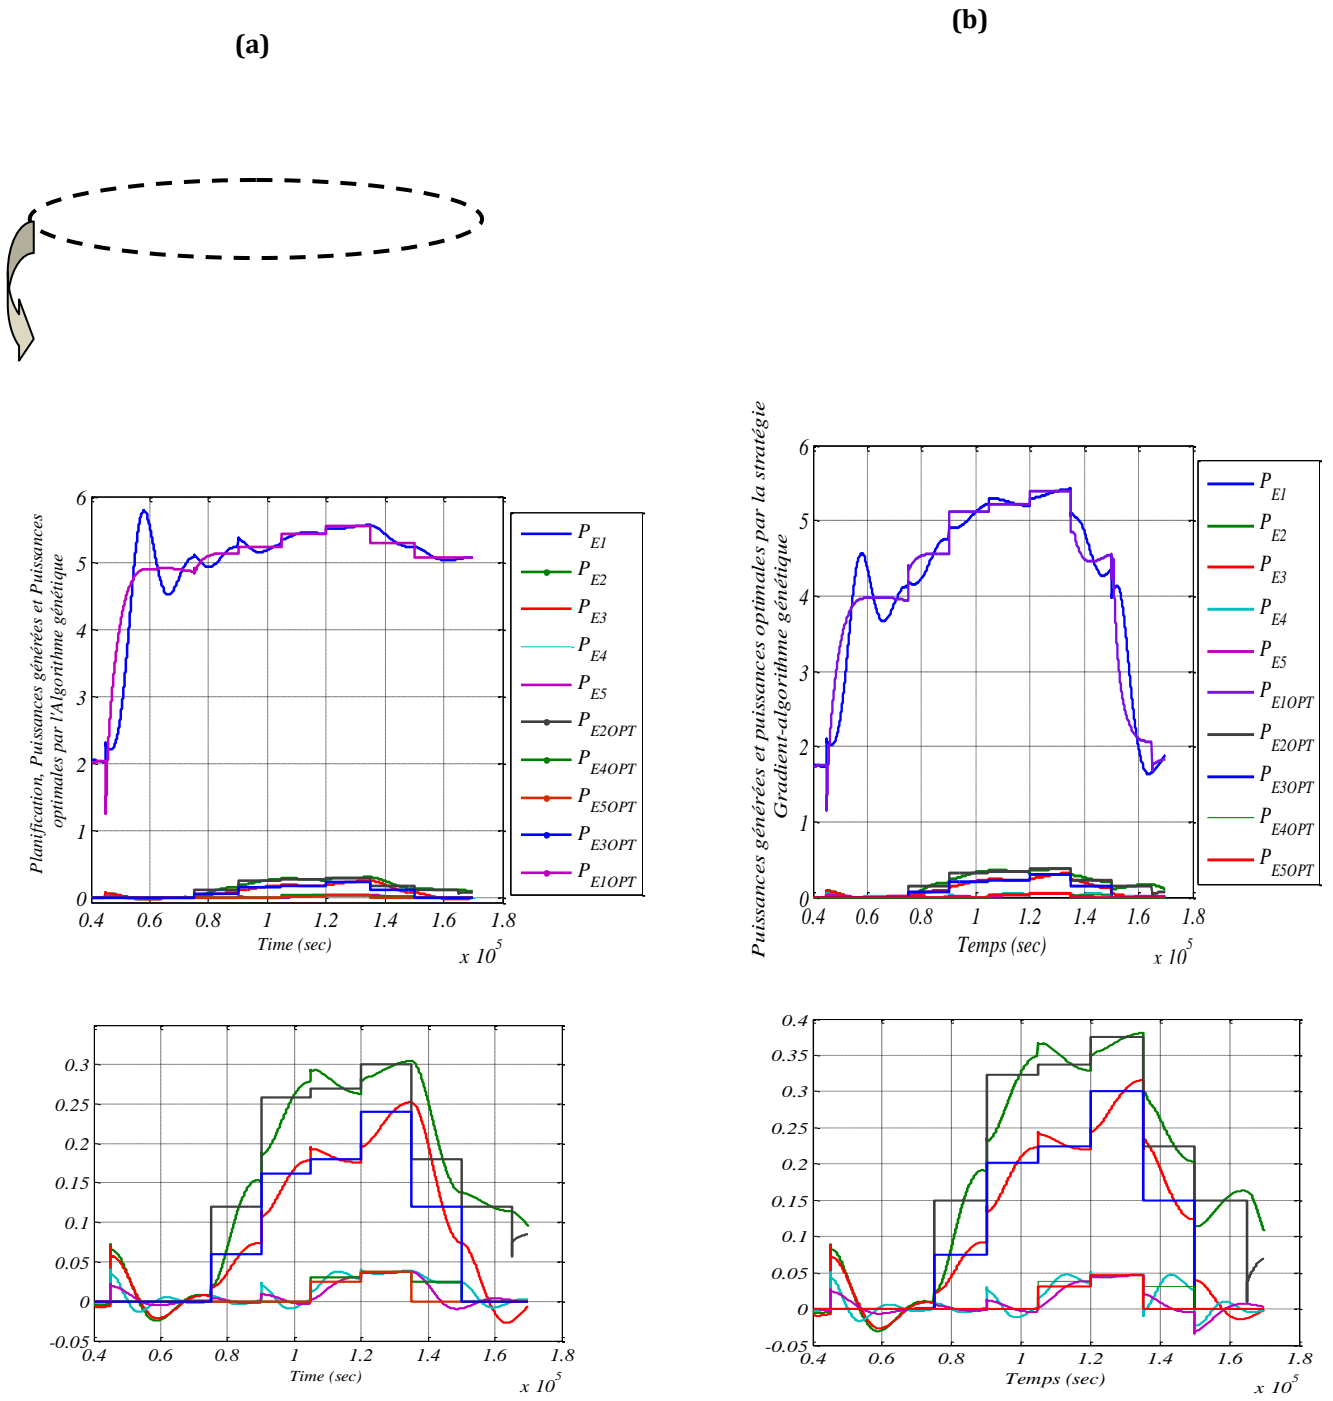 (a)
(b)
Planification, Puissances générées et Puissances
optimales par l'Algorithme génétique
6
5
4
3
2
1
0
0.4 0.6 0.8 1 1.2 1.4 1.6 1.8
Time (sec)
x 10^5
P_E1
P_E2
P_E3
P_E4
P_E5
P_E2OPT
P_E4OPT
P_E5OPT
P_E3OPT
P_E1OPT
Puissances générées et puissances optimales par la stratégie
Gradient-algorithme génétique
6
5
4
3
2
1
0
0.4 0.6 0.8 1 1.2 1.4 1.6 1.8
Temps (sec)
x 10^5
P_E1
P_E2
P_E3
P_E4
P_E5
P_E1OPT
P_E2OPT
P_E3OPT
P_E4OPT
P_E5OPT
0.3
0.25
0.2
0.15
0.1
0.05
0
-0.05
0.4 0.6 0.8 1 1.2 1.4 1.6 1.8
Time (sec)
x 10^5
0.4
0.35
0.3
0.25
0.2
0.15
0.1
0.05
0
-0.05
0.4 0.6 0.8 1 1.2 1.4 1.6 1.8
Temps (sec)
x 10^5